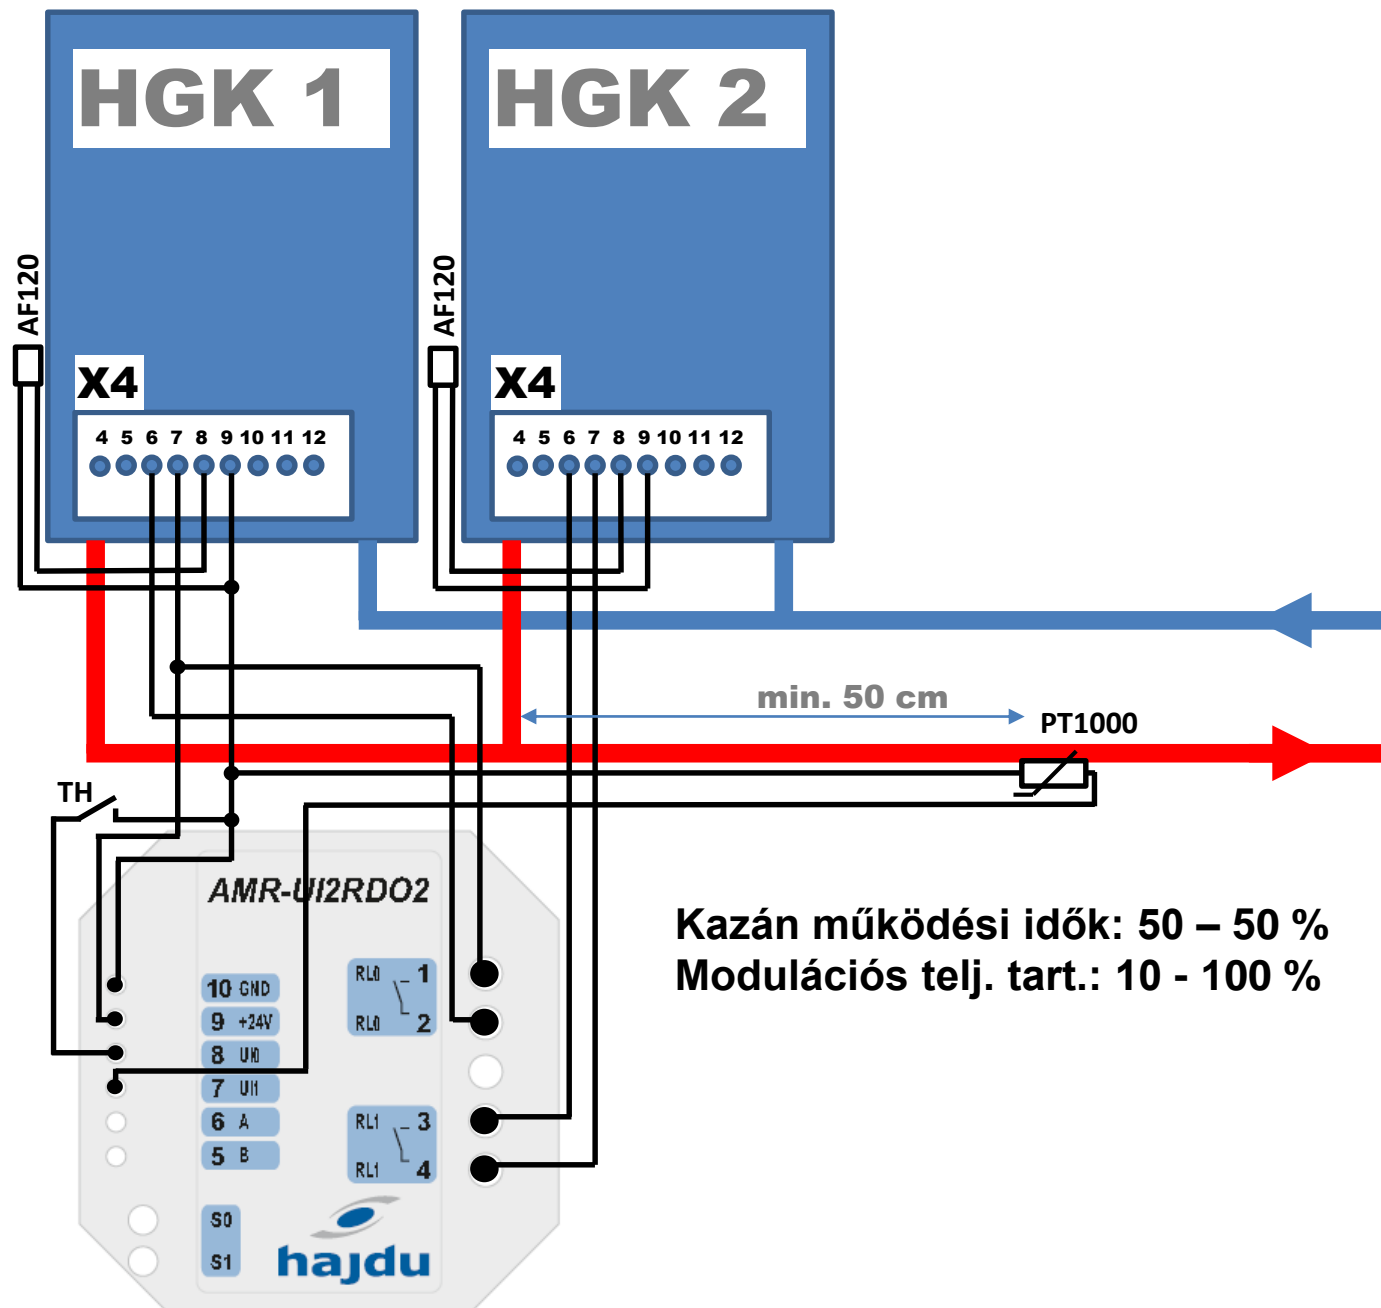 HGK 1
HGK 2
AF120
AF120
X4
X4
4 5 6 7 8 9 10 11 12
4 5 6 7 8 9 10 11 12
min. 50 cm
PT1000
TH
AMR-UI2RDO2
Kazán működési idők: 50 – 50 %
Modulációs telj. tart.: 10 - 100 %
10 GND
9 +24V
8 UI0
7 UI1
6 A
5 B
RL0 1
RL0 2
RL1 3
RL1 4
S0
S1
hajdu